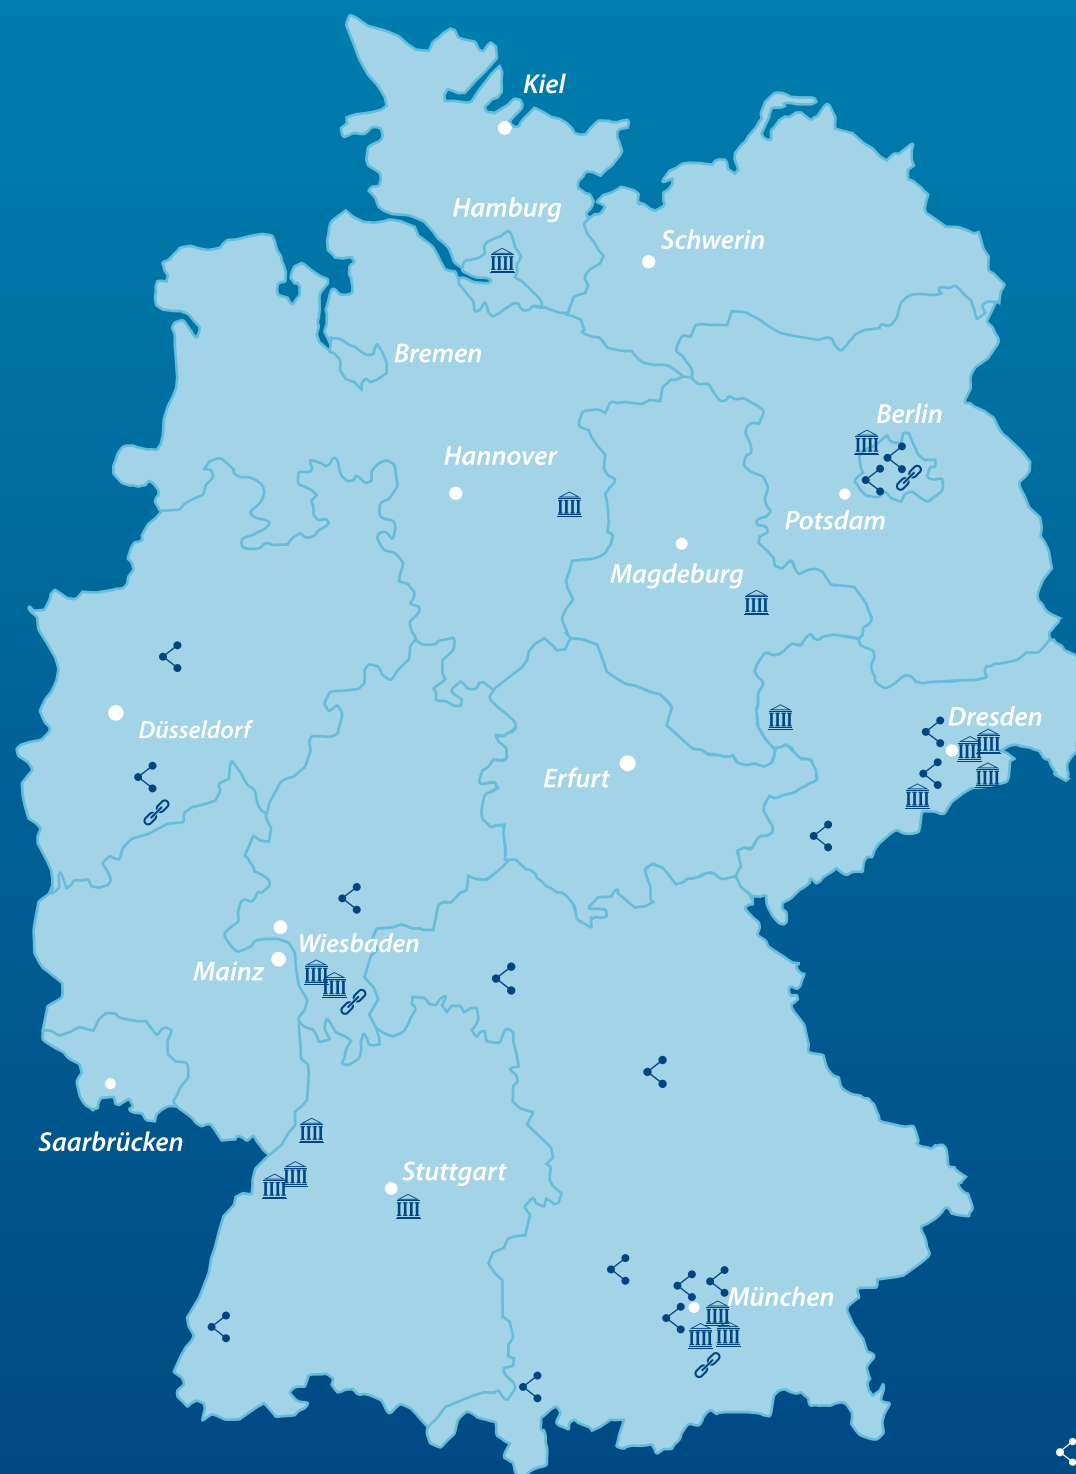 Kiel
Hamburg
Schwerin
Bremen
Berlin
Hannover
Potsdam
Magdeburg
Düsseldorf
Dresden
Erfurt
Wiesbaden
Mainz
Saarbrücken
Stuttgart
München